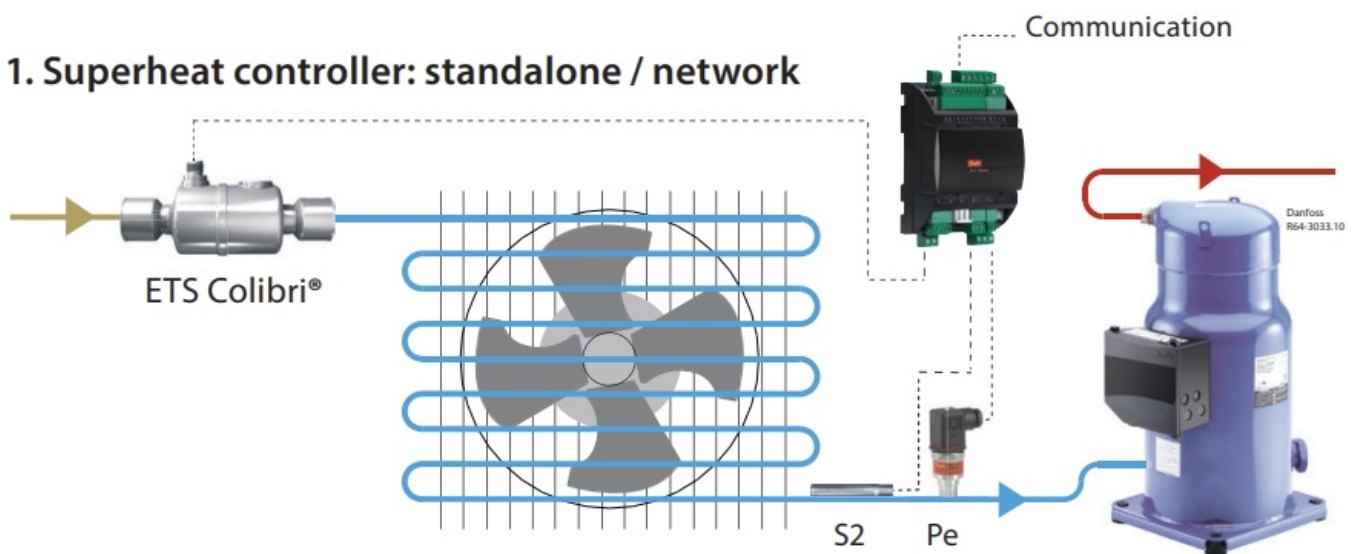 Communication
1. Superheat controller: standalone / network
Danfoss
R64-3033.10
ETS Colibri®
S2
Pe